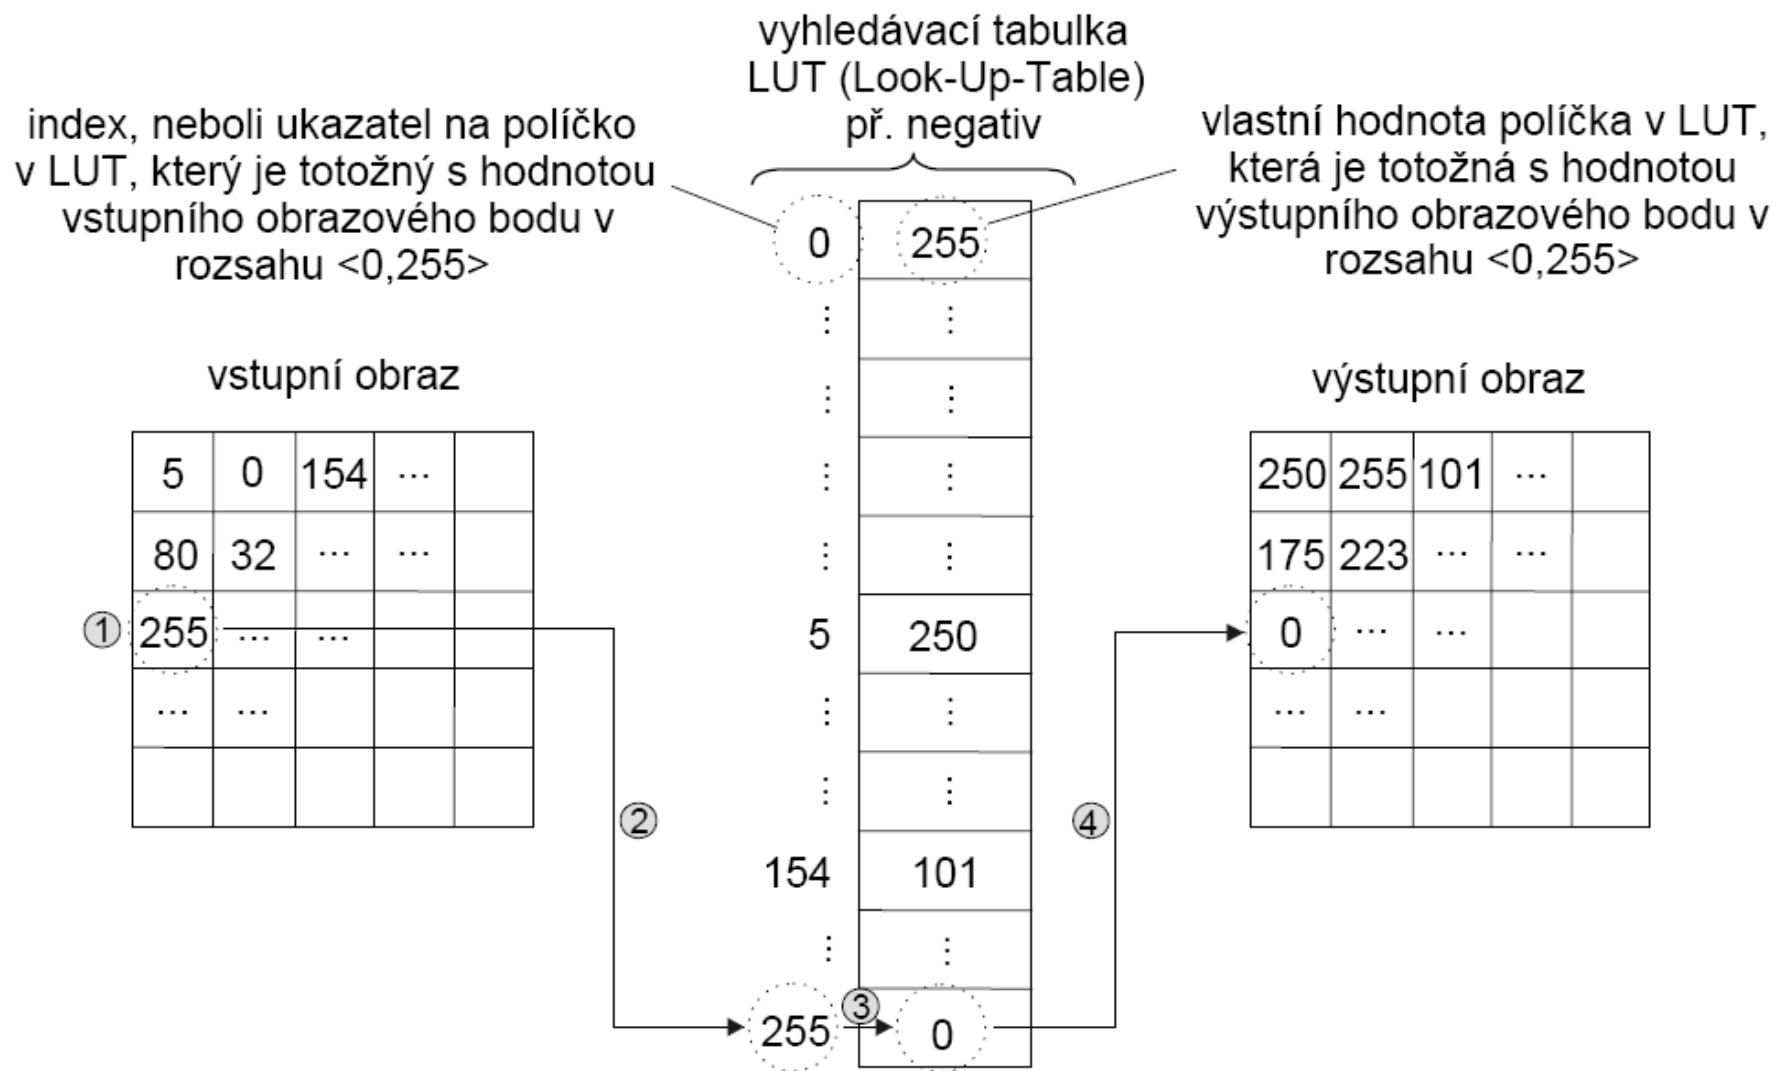 vyhledávací tabulka
LUT (Look-Up-Table)
př. negativ
index, neboli ukazatel na políčko
v LUT, který je totožný s hodnotou
vstupního obrazového bodu v
rozsahu <0,255>
vlastní hodnota políčka v LUT,
která je totožná s hodnotou
výstupního obrazového bodu v
rozsahu <0,255>
vstupní obraz
5 0 154 ...
80 32 ... ...
① 255 ... ...
... ...
②
0 255
⋮ ⋮
⋮ ⋮
⋮ ⋮
⋮ ⋮
5 250
⋮ ⋮
⋮ ⋮
154 101
⋮ ⋮
255 ③ 0
④
výstupní obraz
250 255 101 ...
175 223 ... ...
0 ... ...
... ...